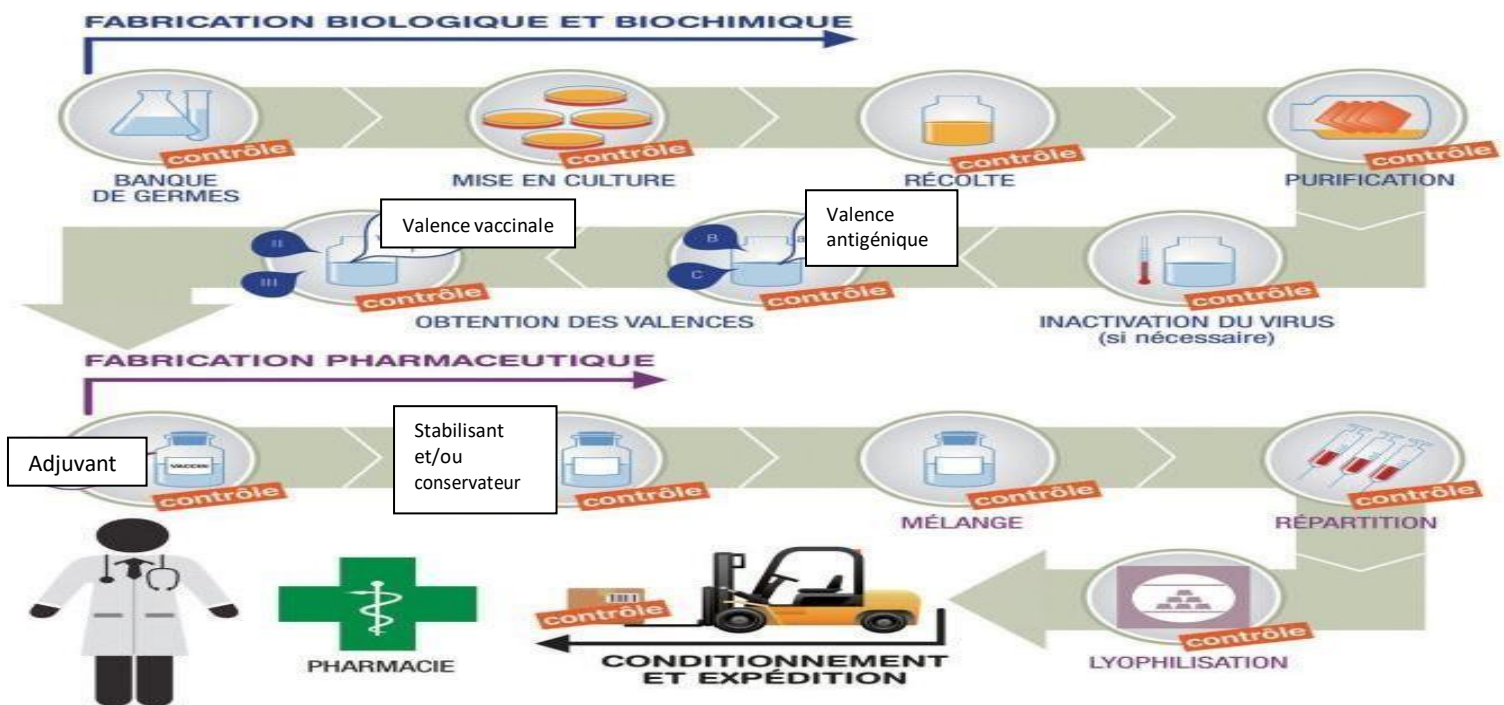 FABRICATION BIOLOGIQUE ET BIOCHIMIQUE
contrôle
contrôle
contrôle
contrôle
BANQUE
DE GERMES
MISE EN CULTURE
RÉCOLTE
PURIFICATION
II
III
Valence vaccinale
contrôle
B
C
a
Valence
antigénique
contrôle
contrôle
OBTENTION DES VALENCES
INACTIVATION DU VIRUS
(si nécessaire)
FABRICATION PHARMACEUTIQUE
Adjuvant
VACCIN
contrôle
Stabilisant
et/ou
conservateur
contrôle
contrôle
contrôle
MÉLANGE
RÉPARTITION
contrôle
contrôle
PHARMACIE
CONDITIONNEMENT
ET EXPÉDITION
LYOPHILISATION